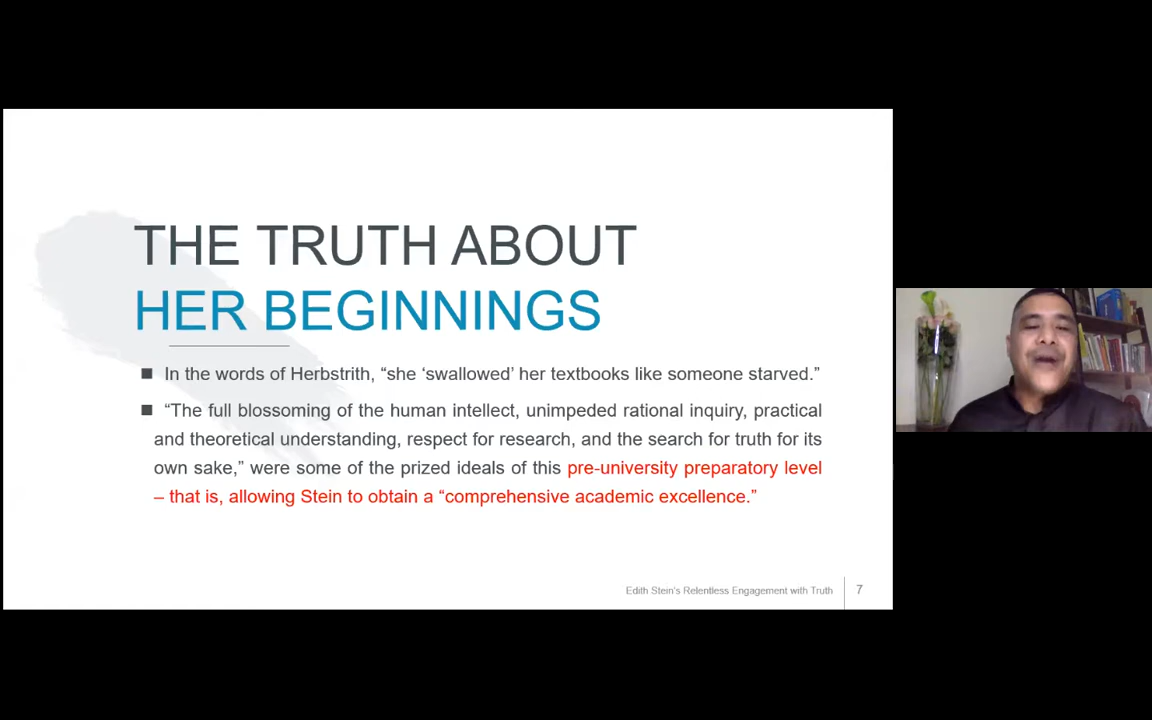 THE TRUTH ABOUT
HER BEGINNINGS
■ In the words of Herbstrith, “she ‘swallowed’ her textbooks like someone starved.”
■ “The full blossoming of the human intellect, unimpeded rational inquiry, practical
and theoretical understanding, respect for research, and the search for truth for its
own sake,” were some of the prized ideals of this pre-university preparatory level
– that is, allowing Stein to obtain a “comprehensive academic excellence.”
Edith Stein's Relentless Engagement with Truth
7